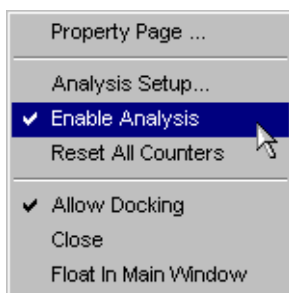 Property Page ...
Analysis Setup...
Enable Analysis
Reset All Counters
Allow Docking
Close
Float In Main Window